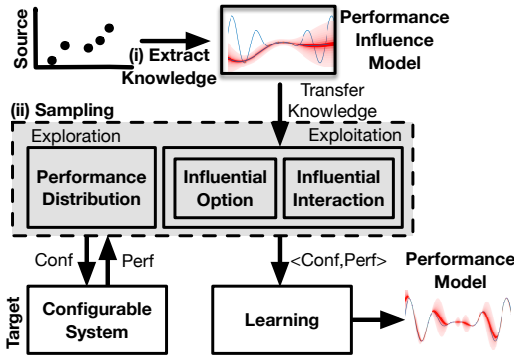 Source
(i) Extract
Knowledge
Performance
Influence
Model
Transfer
Knowledge
(ii) Sampling
Exploration
Exploitation
Performance
Distribution
Influential
Option
Influential
Interaction
Conf
Perf
<Conf,Perf>
Target
Configurable
System
Learning
Performance
Model